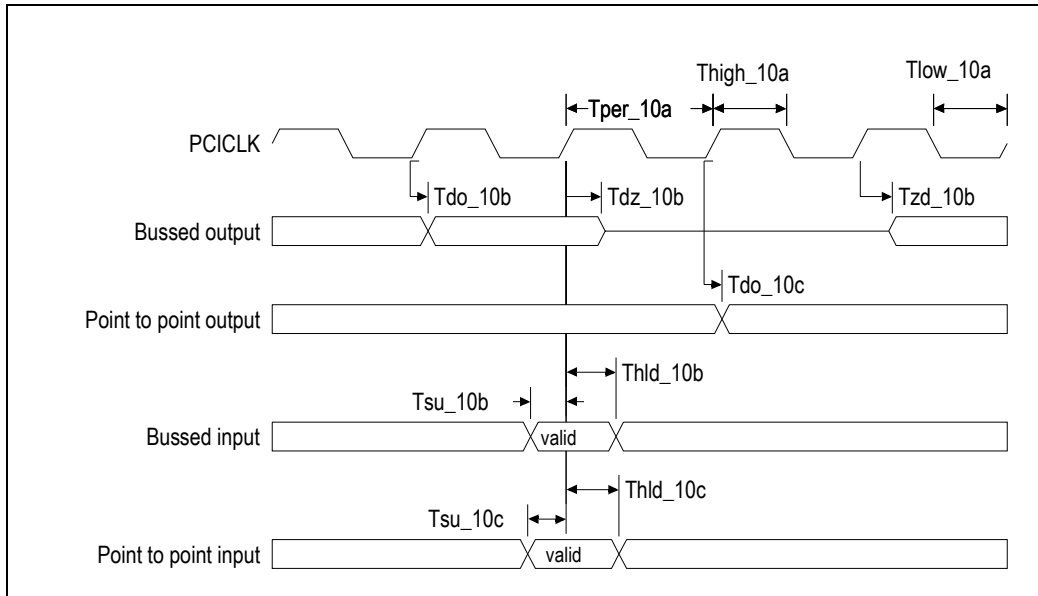 Thigh_10a
Tlow_10a
Tper_10a
PCICLK
Tdo_10b
Tdz_10b
Tzd_10b
Bussed output
Tdo_10c
Point to point output
Thld_10b
Tsu_10b
Bussed input
valid
Thld_10c
Tsu_10c
Point to point input
valid